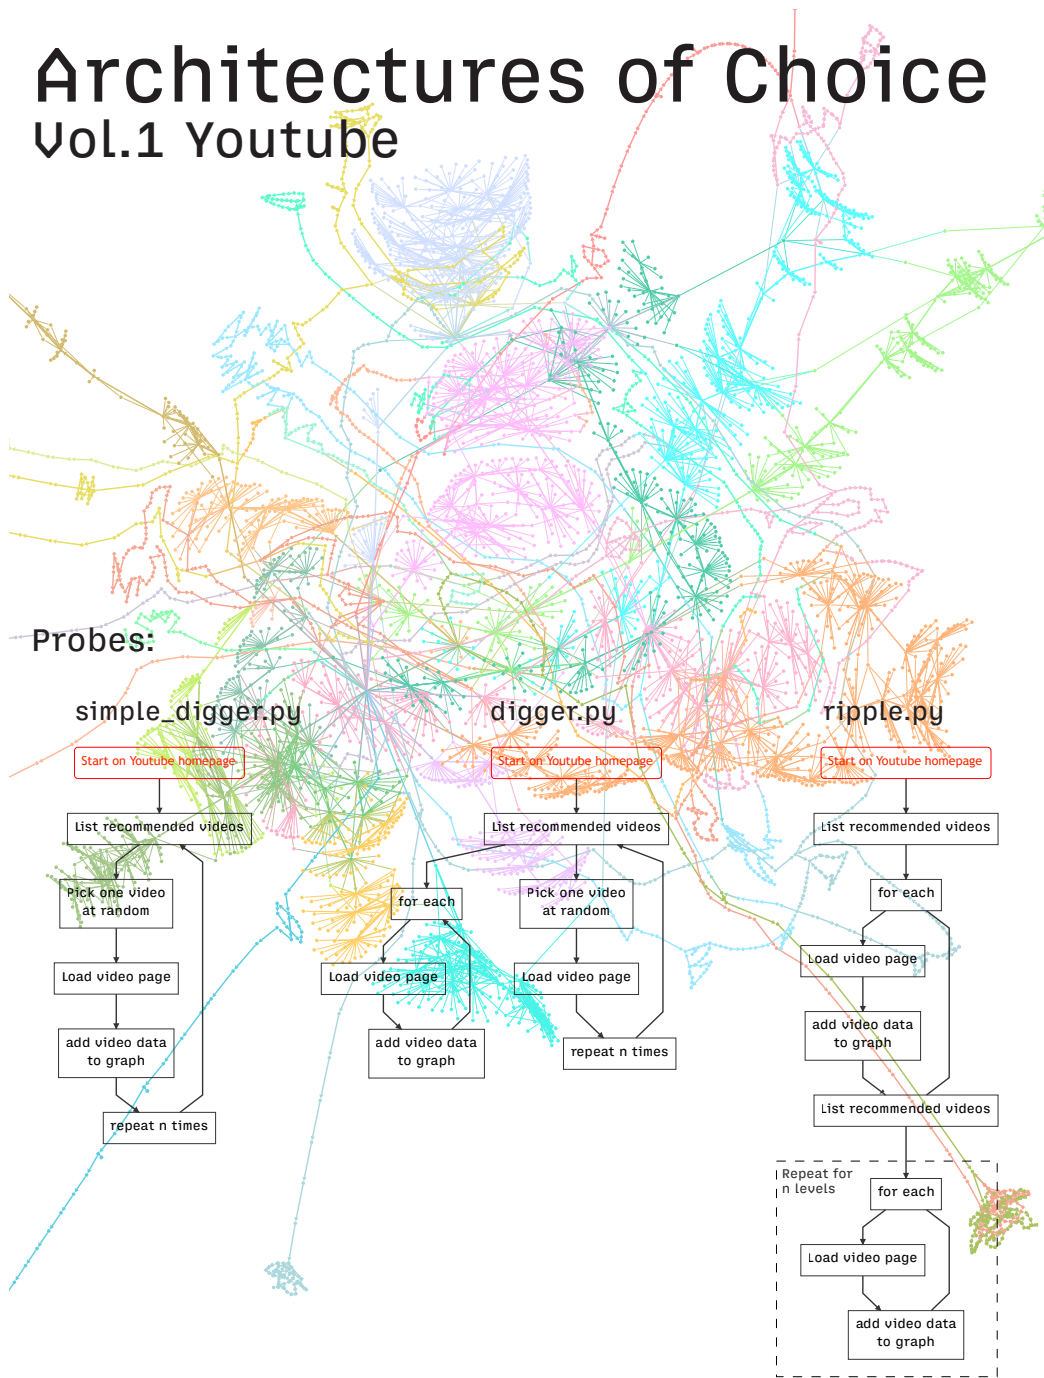 Architectures of Choice
Vol.1 Youtube
Probes:
simple_digger.py
Start on Youtube homepage
List recommended videos
Pick one video
at random
Load video page
add video data
to graph
repeat n times
digger.py
Start on Youtube homepage
List recommended videos
for each
Load video page
add video data
to graph
Pick one video
at random
Load video page
repeat n times
ripple.py
Start on Youtube homepage
List recommended videos
for each
Load video page
add video data
to graph
List recommended videos
Repeat for
n levels
for each
Load video page
add video data
to graph